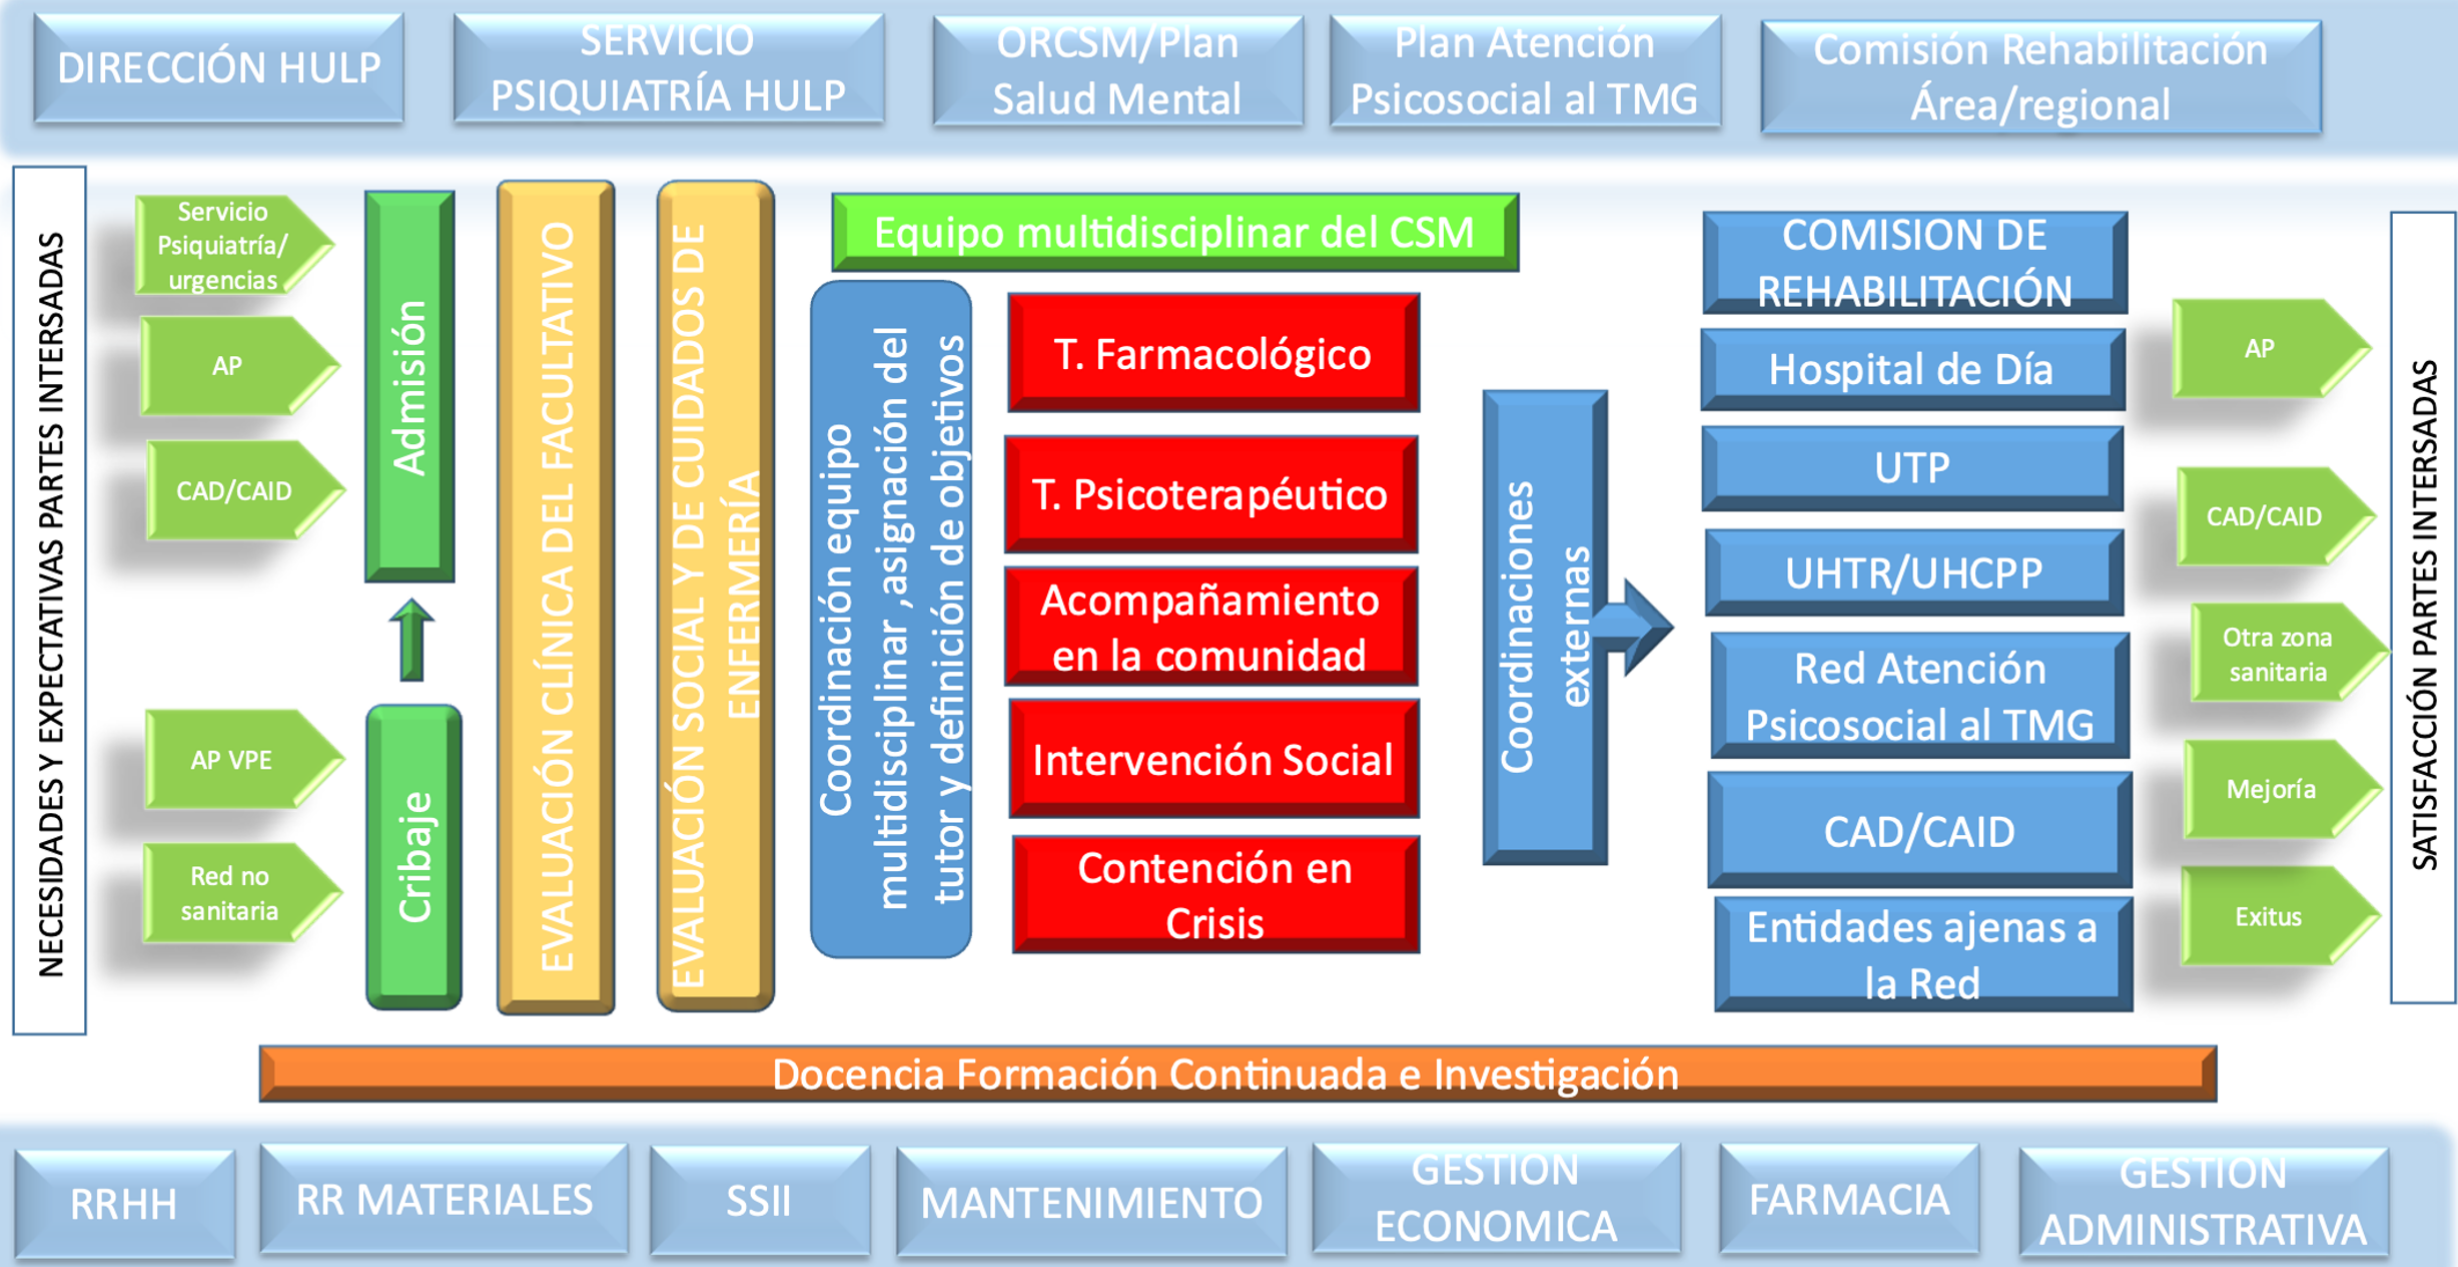 DIRECCIÓN HULP
SERVICIO
PSIQUIATRÍA HULP
ORCSM/Plan
Salud Mental
Plan Atención
Psicosocial al TMG
Comisión Rehabilitación
Área/regional
NECESIDADES Y EXPECTATIVAS PARTES INTERSADAS
Servicio
Psiquiatría/
urgencias
AP
CAD/CAID
AP VPE
Red no
sanitaria
Admisión
Cribaje
EVALUACIÓN CLÍNICA DEL FACULTATIVO
EVALUACIÓN SOCIAL Y DE CUIDADOS DE
ENFERMERÍA
Equipo multidisciplinar del CSM
Coordinación equipo
multidisciplinar ,asignación del
tutor y definición de objetivos
T. Farmacológico
T. Psicoterapéutico
Acompañamiento
en la comunidad
Intervención Social
Contención en
Crisis
Coordinaciones
externas
COMISION DE
REHABILITACIÓN
Hospital de Día
UTP
UHTR/UHCPP
Red Atención
Psicosocial al TMG
CAD/CAID
Entidades ajenas a
la Red
AP
CAD/CAID
Otra zona
sanitaria
Mejoría
Exitus
SATISFACCIÓN PARTES INTERSADAS
Docencia Formación Continuada e Investigación
RRHH
RR MATERIALES
SSII
MANTENIMIENTO
GESTION
ECONOMICA
FARMACIA
GESTION
ADMINISTRATIVA